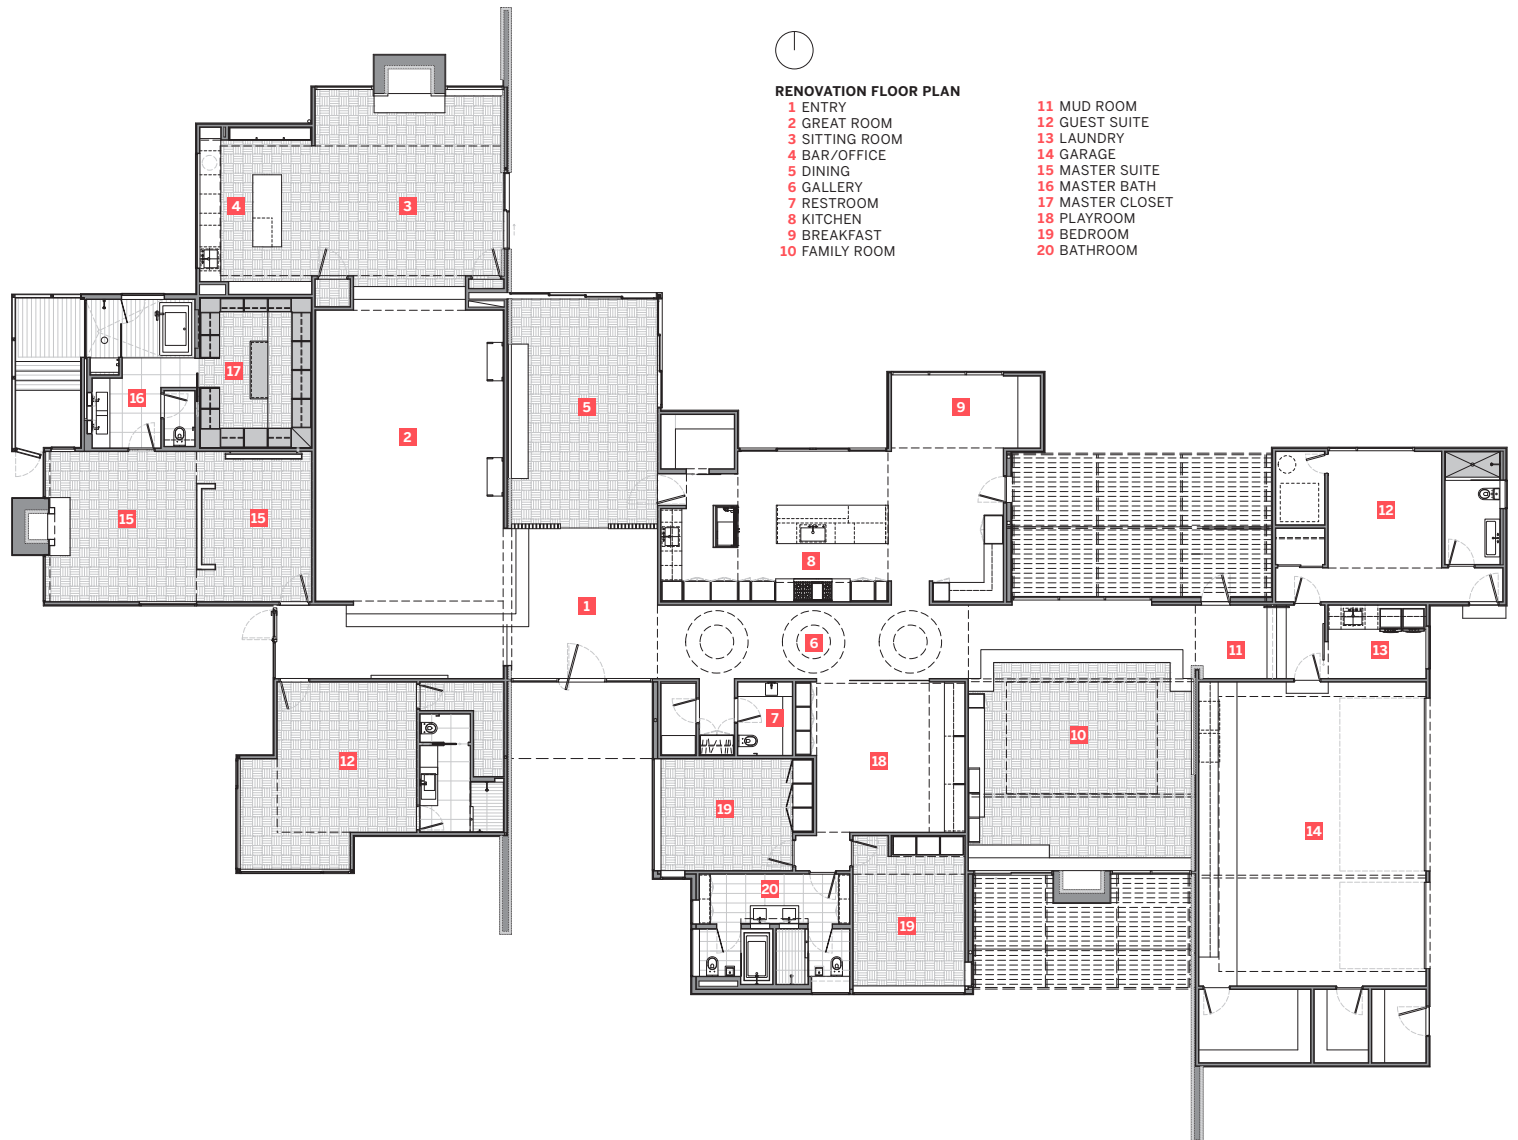 RENOVATION FLOOR PLAN
1 ENTRY
2 GREAT ROOM
3 SITTING ROOM
4 BAR/OFFICE
5 DINING
6 GALLERY
7 RESTROOM
8 KITCHEN
9 BREAKFAST
10 FAMILY ROOM
11 MUD ROOM
12 GUEST SUITE
13 LAUNDRY
14 GARAGE
15 MASTER SUITE
16 MASTER BATH
17 MASTER CLOSET
18 PLAYROOM
19 BEDROOM
20 BATHROOM
4
3
17
16
2
5
9
15
15
12
8
1
6
11
13
7
10
12
18
19
14
20
19